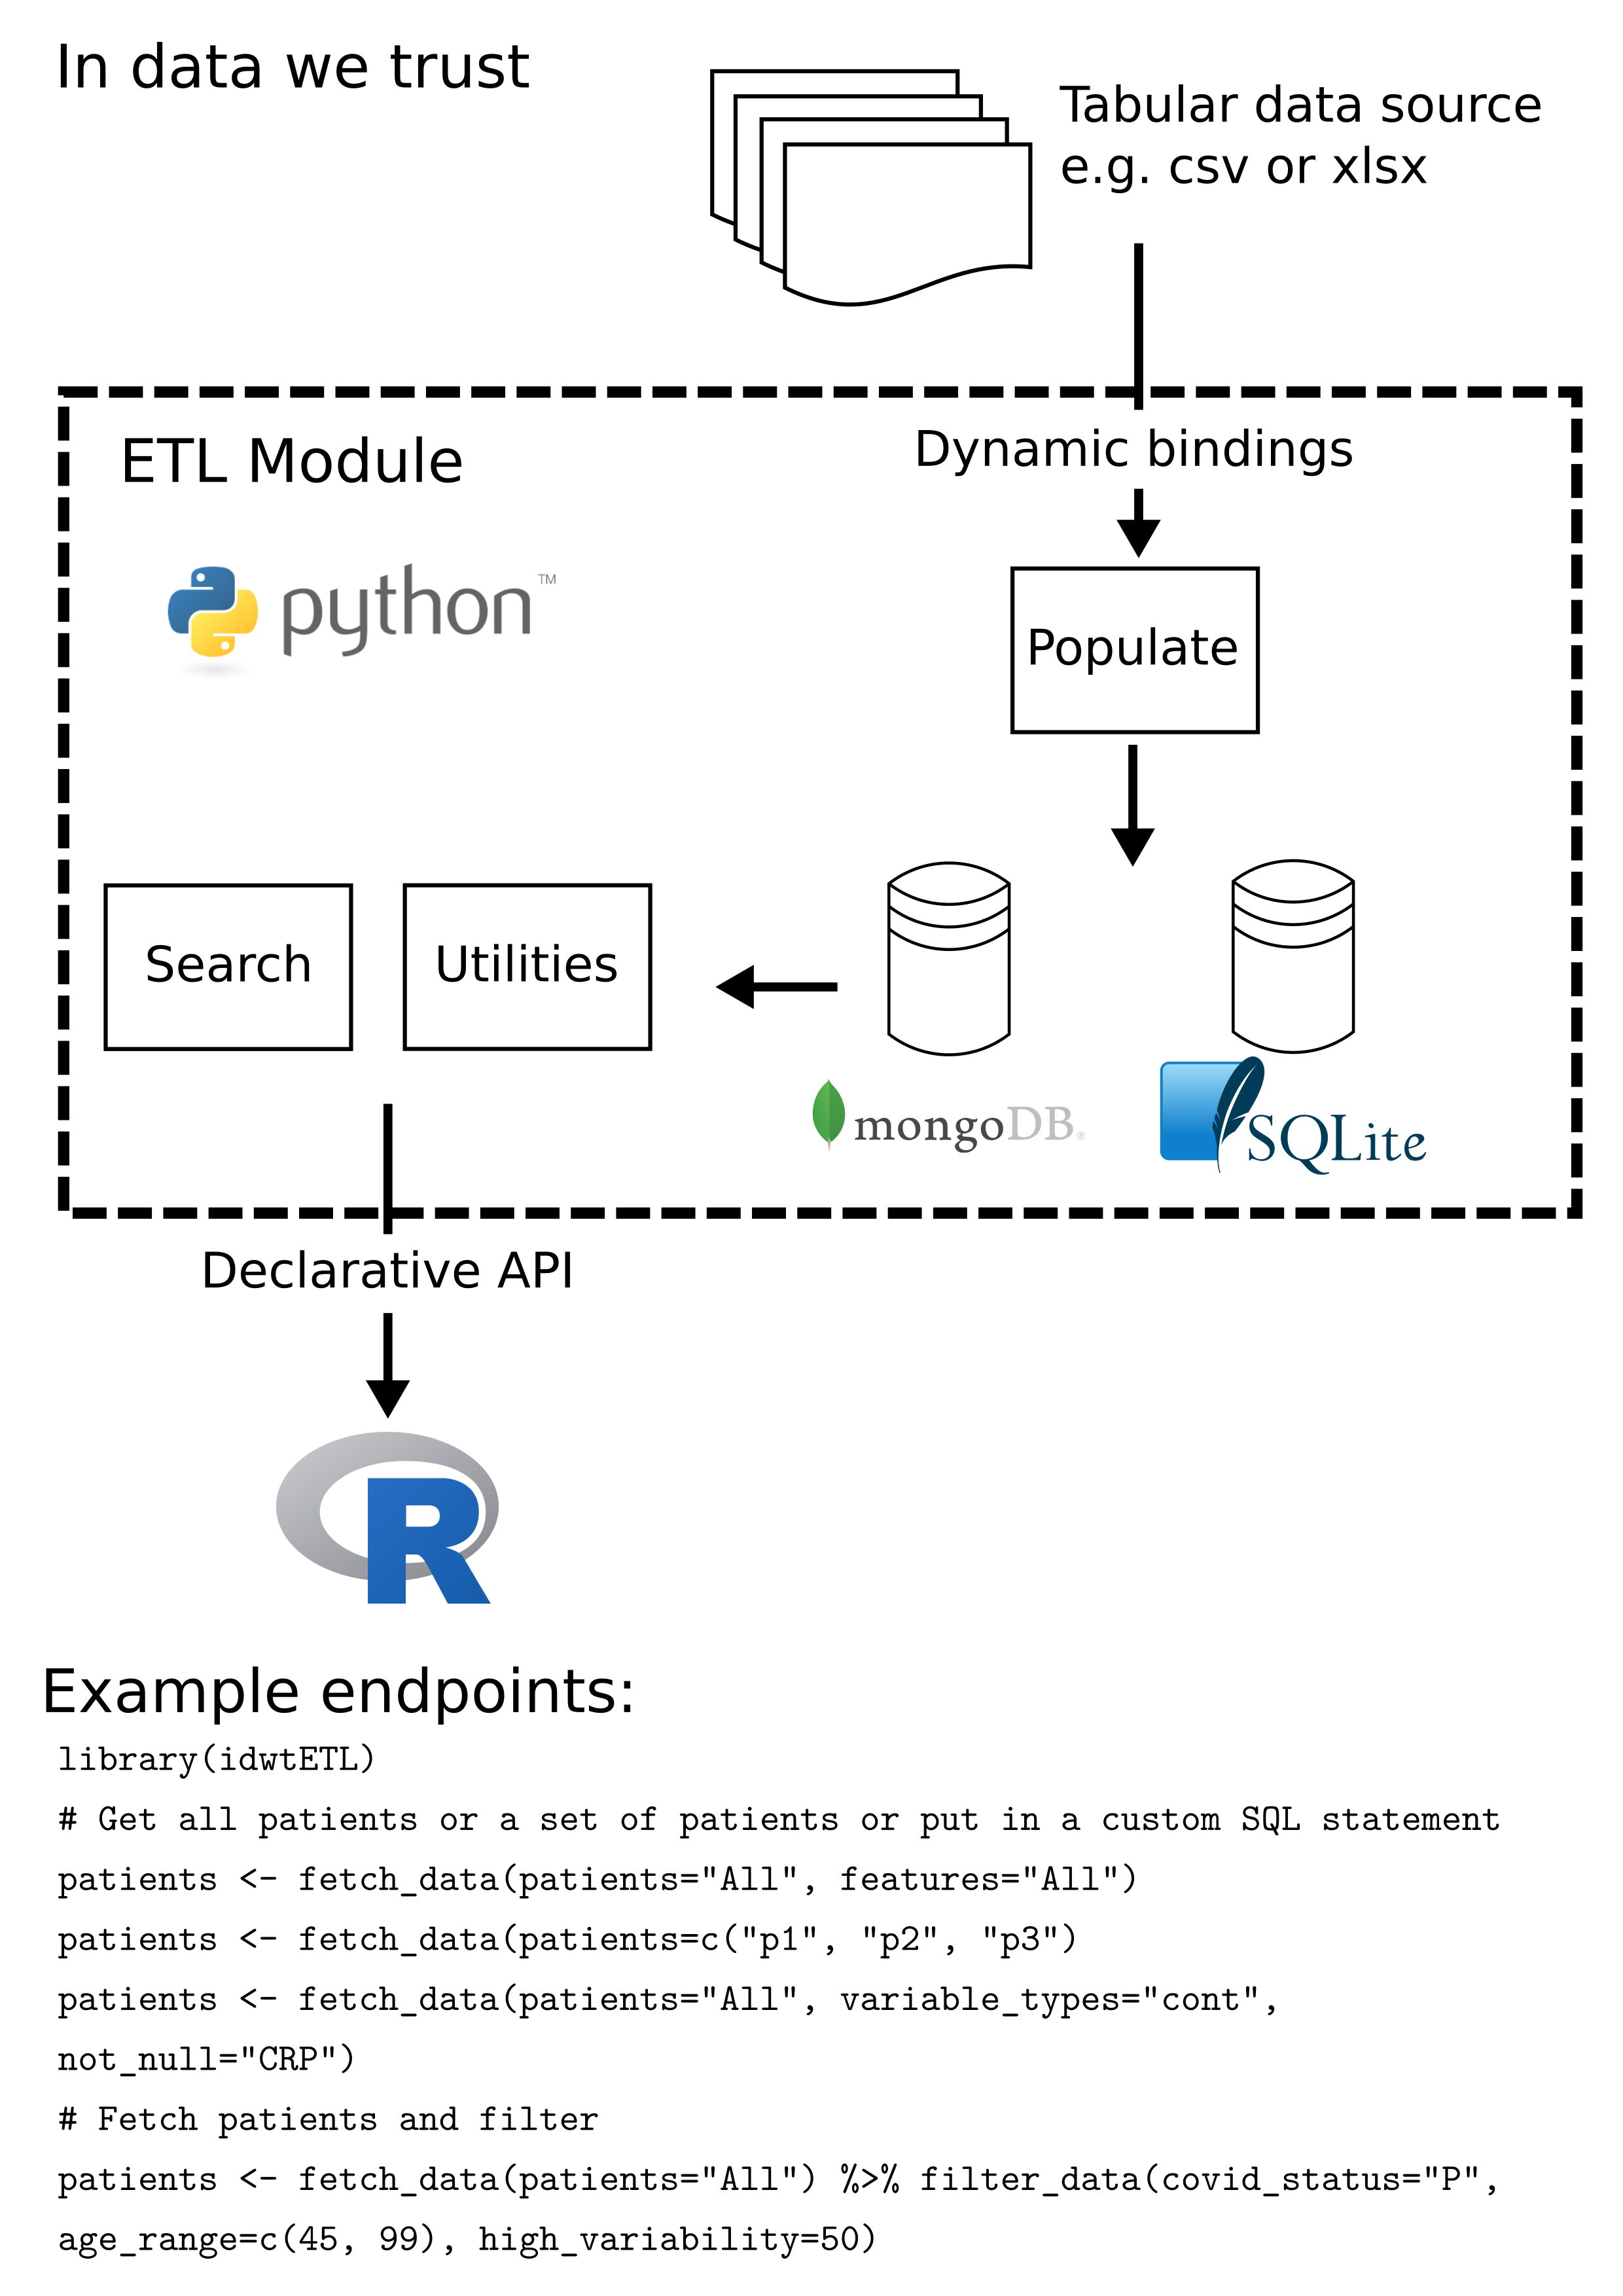 In data we trust
Tabular data source
e.g. csv or xlsx
ETL Module
Dynamic bindings
python™
Populate
Search
Utilities
mongoDB®
SQLite
Declarative API
R
Example endpoints:
library(idwtETL)
# Get all patients or a set of patients or put in a custom SQL statement
patients <- fetch_data(patients="All", features="All")
patients <- fetch_data(patients=c("p1", "p2", "p3")
patients <- fetch_data(patients="All", variable_types="cont",
not_null="CRP")
# Fetch patients and filter
patients <- fetch_data(patients="All") %>% filter_data(covid_status="P",
age_range=c(45, 99), high_variability=50)